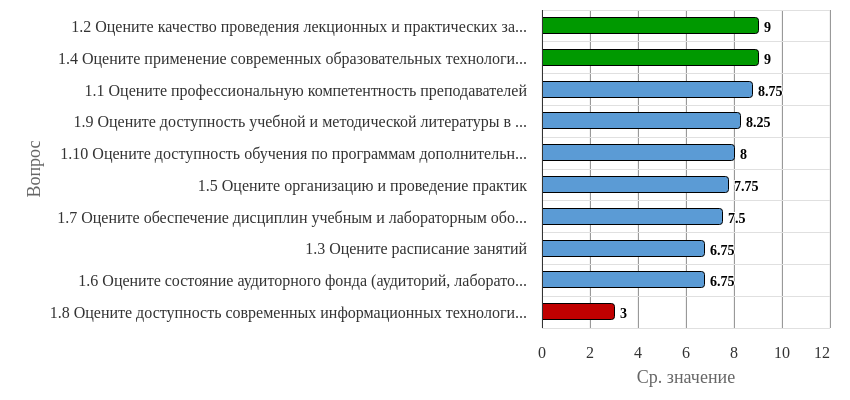 1.2 Оцените качество проведения лекционных и практических за... 9
1.4 Оцените применение современных образовательных технологи... 9
1.1 Оцените профессиональную компетентность преподавателей 8.75
1.9 Оцените доступность учебной и методической литературы в ... 8.25
1.10 Оцените доступность обучения по программам дополнительн... 8
1.5 Оцените организацию и проведение практик 7.75
1.7 Оцените обеспечение дисциплин учебным и лабораторным обо... 7.5
1.3 Оцените расписание занятий 6.75
1.6 Оцените состояние аудиторного фонда (аудиторий, лаборато... 6.75
1.8 Оцените доступность современных информационных технологи... 3
Вопрос
0 2 4 6 8 10 12
Ср. значение